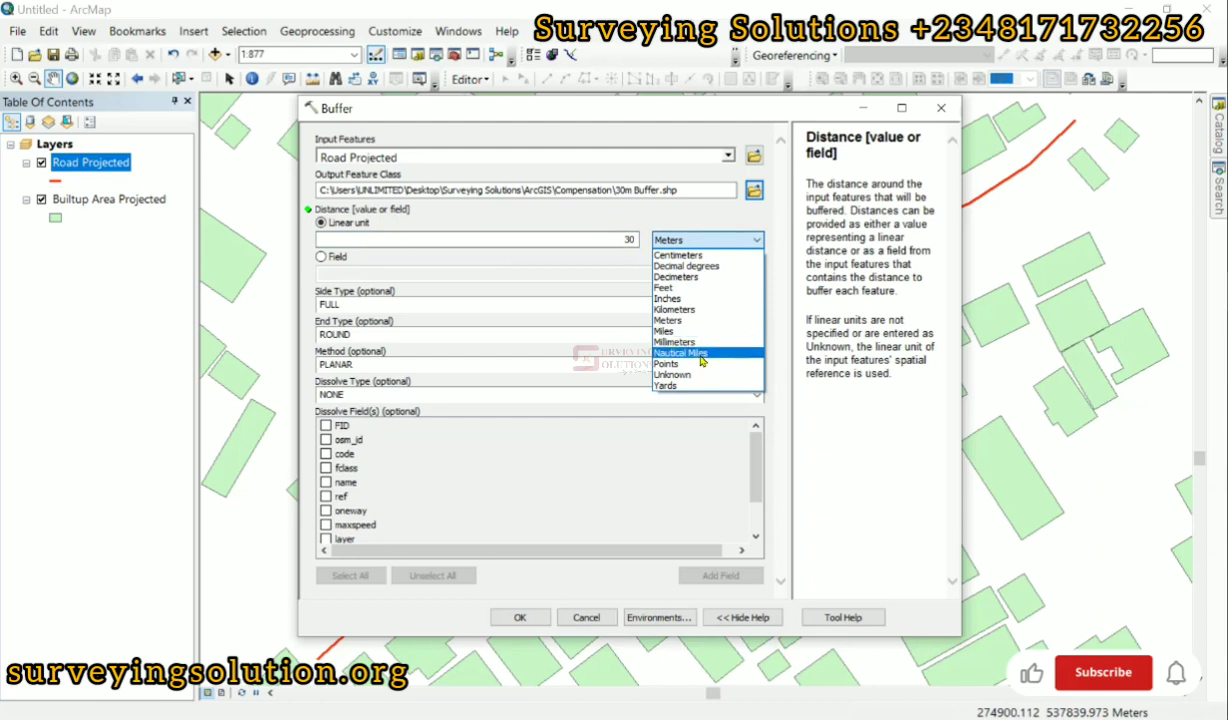 Untitled - ArcMap
Surveying Solutions +2348171732256
File Edit View Bookmarks Insert Selection Geoprocessing Customize Windows Help
1:877
Georeferencing
Editor
Table Of Contents
Layers
Road Projected
Builtup Area Projected
Buffer
Input Features
Road Projected
Output Feature Class
C:\Users\UNLIMITED\Desktop\Surveying Solutions\ArcGIS\Compensation\30m Buffer.shp
Distance [value or field]
Linear unit
30 Meters
Field
Centimeters
Decimal degrees
Decimeters
Feet
Inches
Kilometers
Meters
Miles
Millimeters
Nautical Miles
Points
Unknown
Yards
Side Type (optional)
FULL
End Type (optional)
ROUND
Method (optional)
PLANAR
SURVEYING
SOLUTIONS
Dissolve Type (optional)
NONE
Dissolve Field(s) (optional)
FID
osm_id
code
fclass
name
ref
oneway
maxspeed
layer
Select All Unselect All Add Field
OK Cancel Environments... << Hide Help Tool Help
Distance [value or
field]
The distance around the
input features that will be
buffered. Distances can be
provided as either a value
representing a linear
distance or as a field from
the input features that
contains the distance to
buffer each feature.
If linear units are not
specified or are entered as
Unknown, the linear unit of
the input features' spatial
reference is used.
Catalog
Search
surveyingsolution.org
Subscribe
274900.112 537839.973 Meters